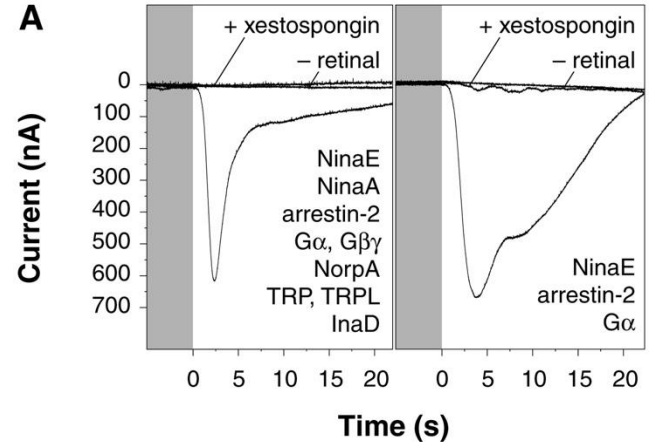 A
+ xestospongin
– retinal
+ xestospongin
– retinal
Current (nA)
0
100
200
300
400
500
600
700
NinaE
NinaA
arrestin-2
Gα, Gβγ
NorpA
TRP, TRPL
InaD
NinaE
arrestin-2
Gα
0 5 10 15 20
0 5 10 15 20
Time (s)